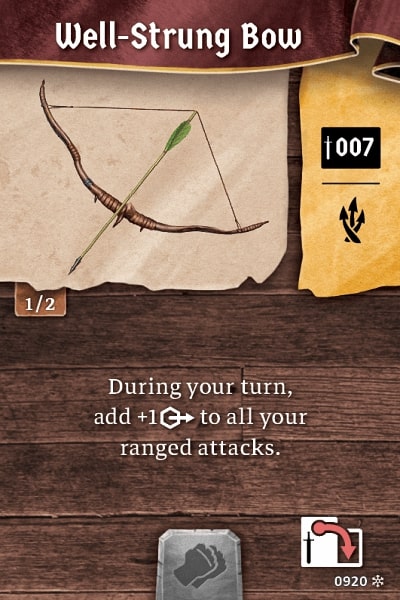 Well-Strung Bow
007
1/2
During your turn,
add +1 to all your
ranged attacks.
0920